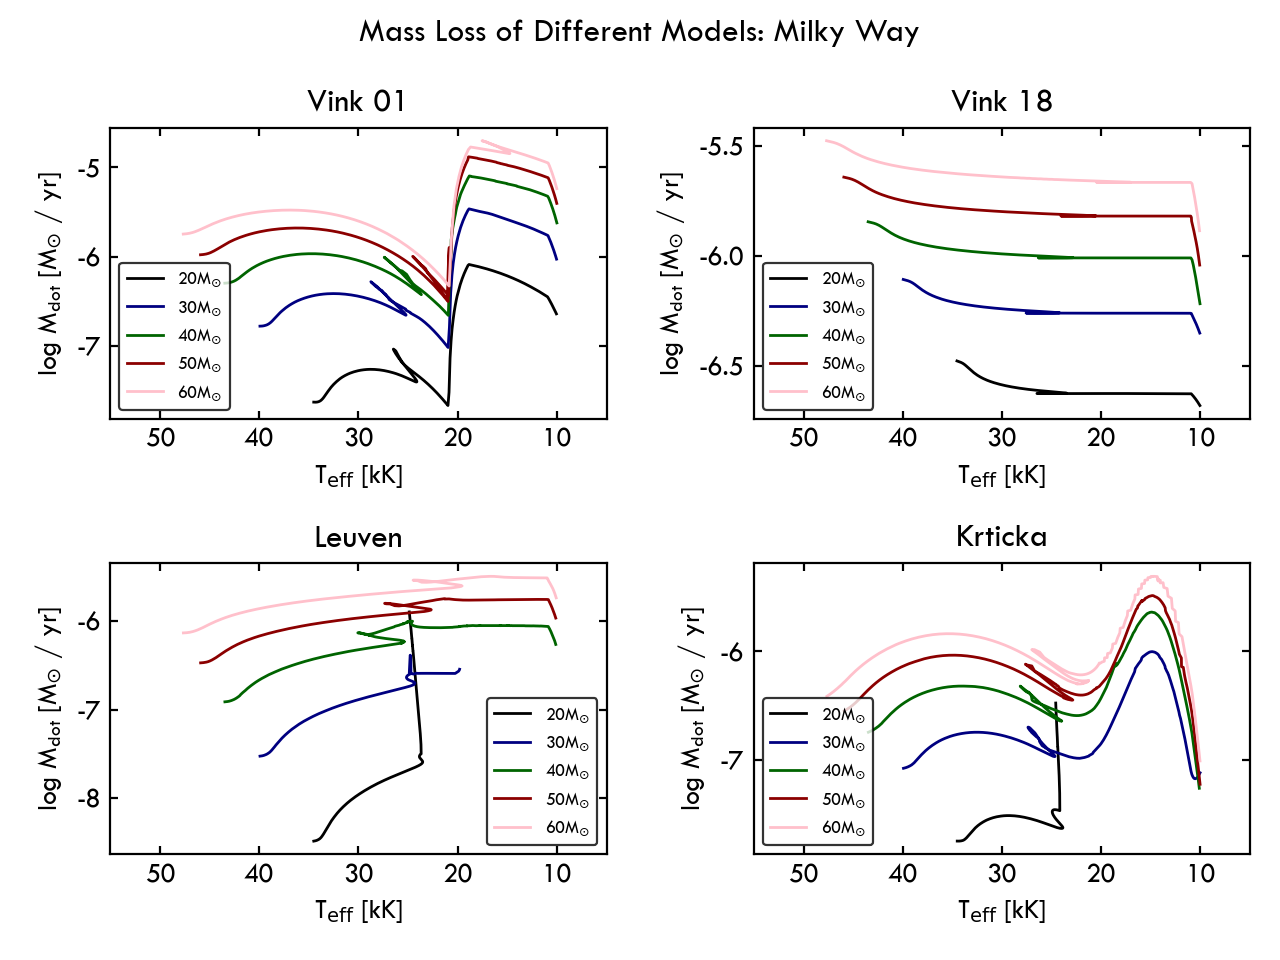 Mass Loss of Different Models: Milky Way
Vink 01
log M_dot [M⊙ / yr]
-5
-6
-7
20M⊙
30M⊙
40M⊙
50M⊙
60M⊙
50 40 30 20 10
T_eff [kK]
Vink 18
log M_dot [M⊙ / yr]
-5.5
-6.0
-6.5
20M⊙
30M⊙
40M⊙
50M⊙
60M⊙
50 40 30 20 10
T_eff [kK]
Leuven
log M_dot [M⊙ / yr]
-6
-7
-8
20M⊙
30M⊙
40M⊙
50M⊙
60M⊙
50 40 30 20 10
T_eff [kK]
Krticka
log M_dot [M⊙ / yr]
-6
-7
20M⊙
30M⊙
40M⊙
50M⊙
60M⊙
50 40 30 20 10
T_eff [kK]